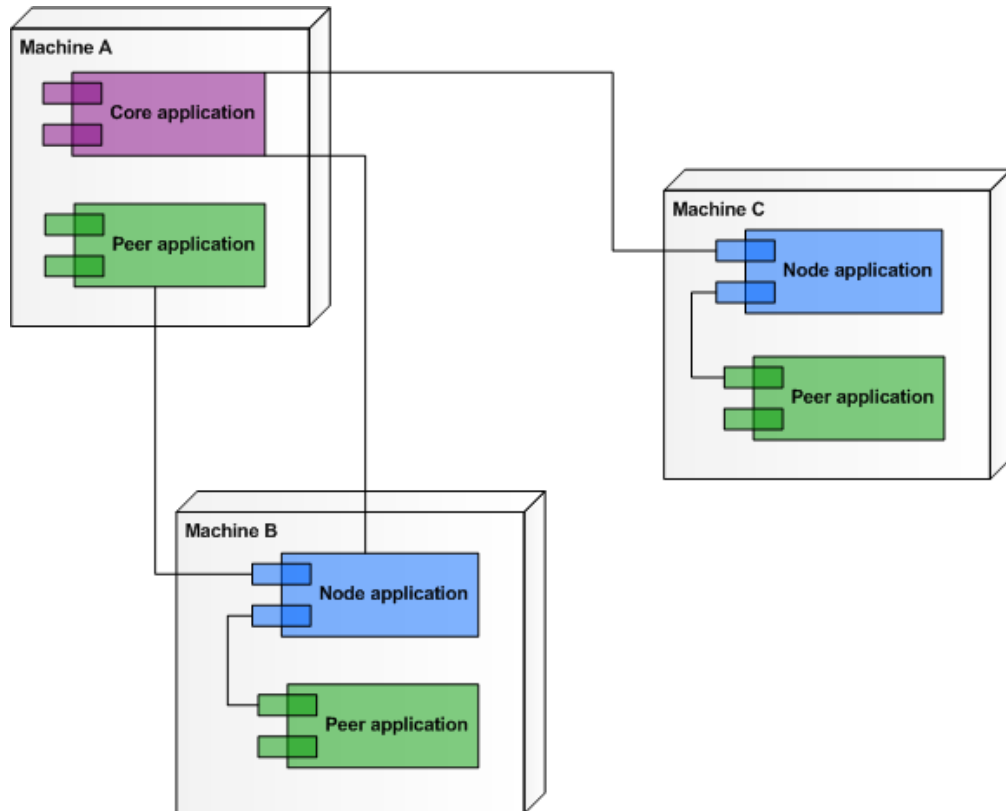 Machine A
Core application
Peer application
Machine C
Node application
Peer application
Machine B
Node application
Peer application